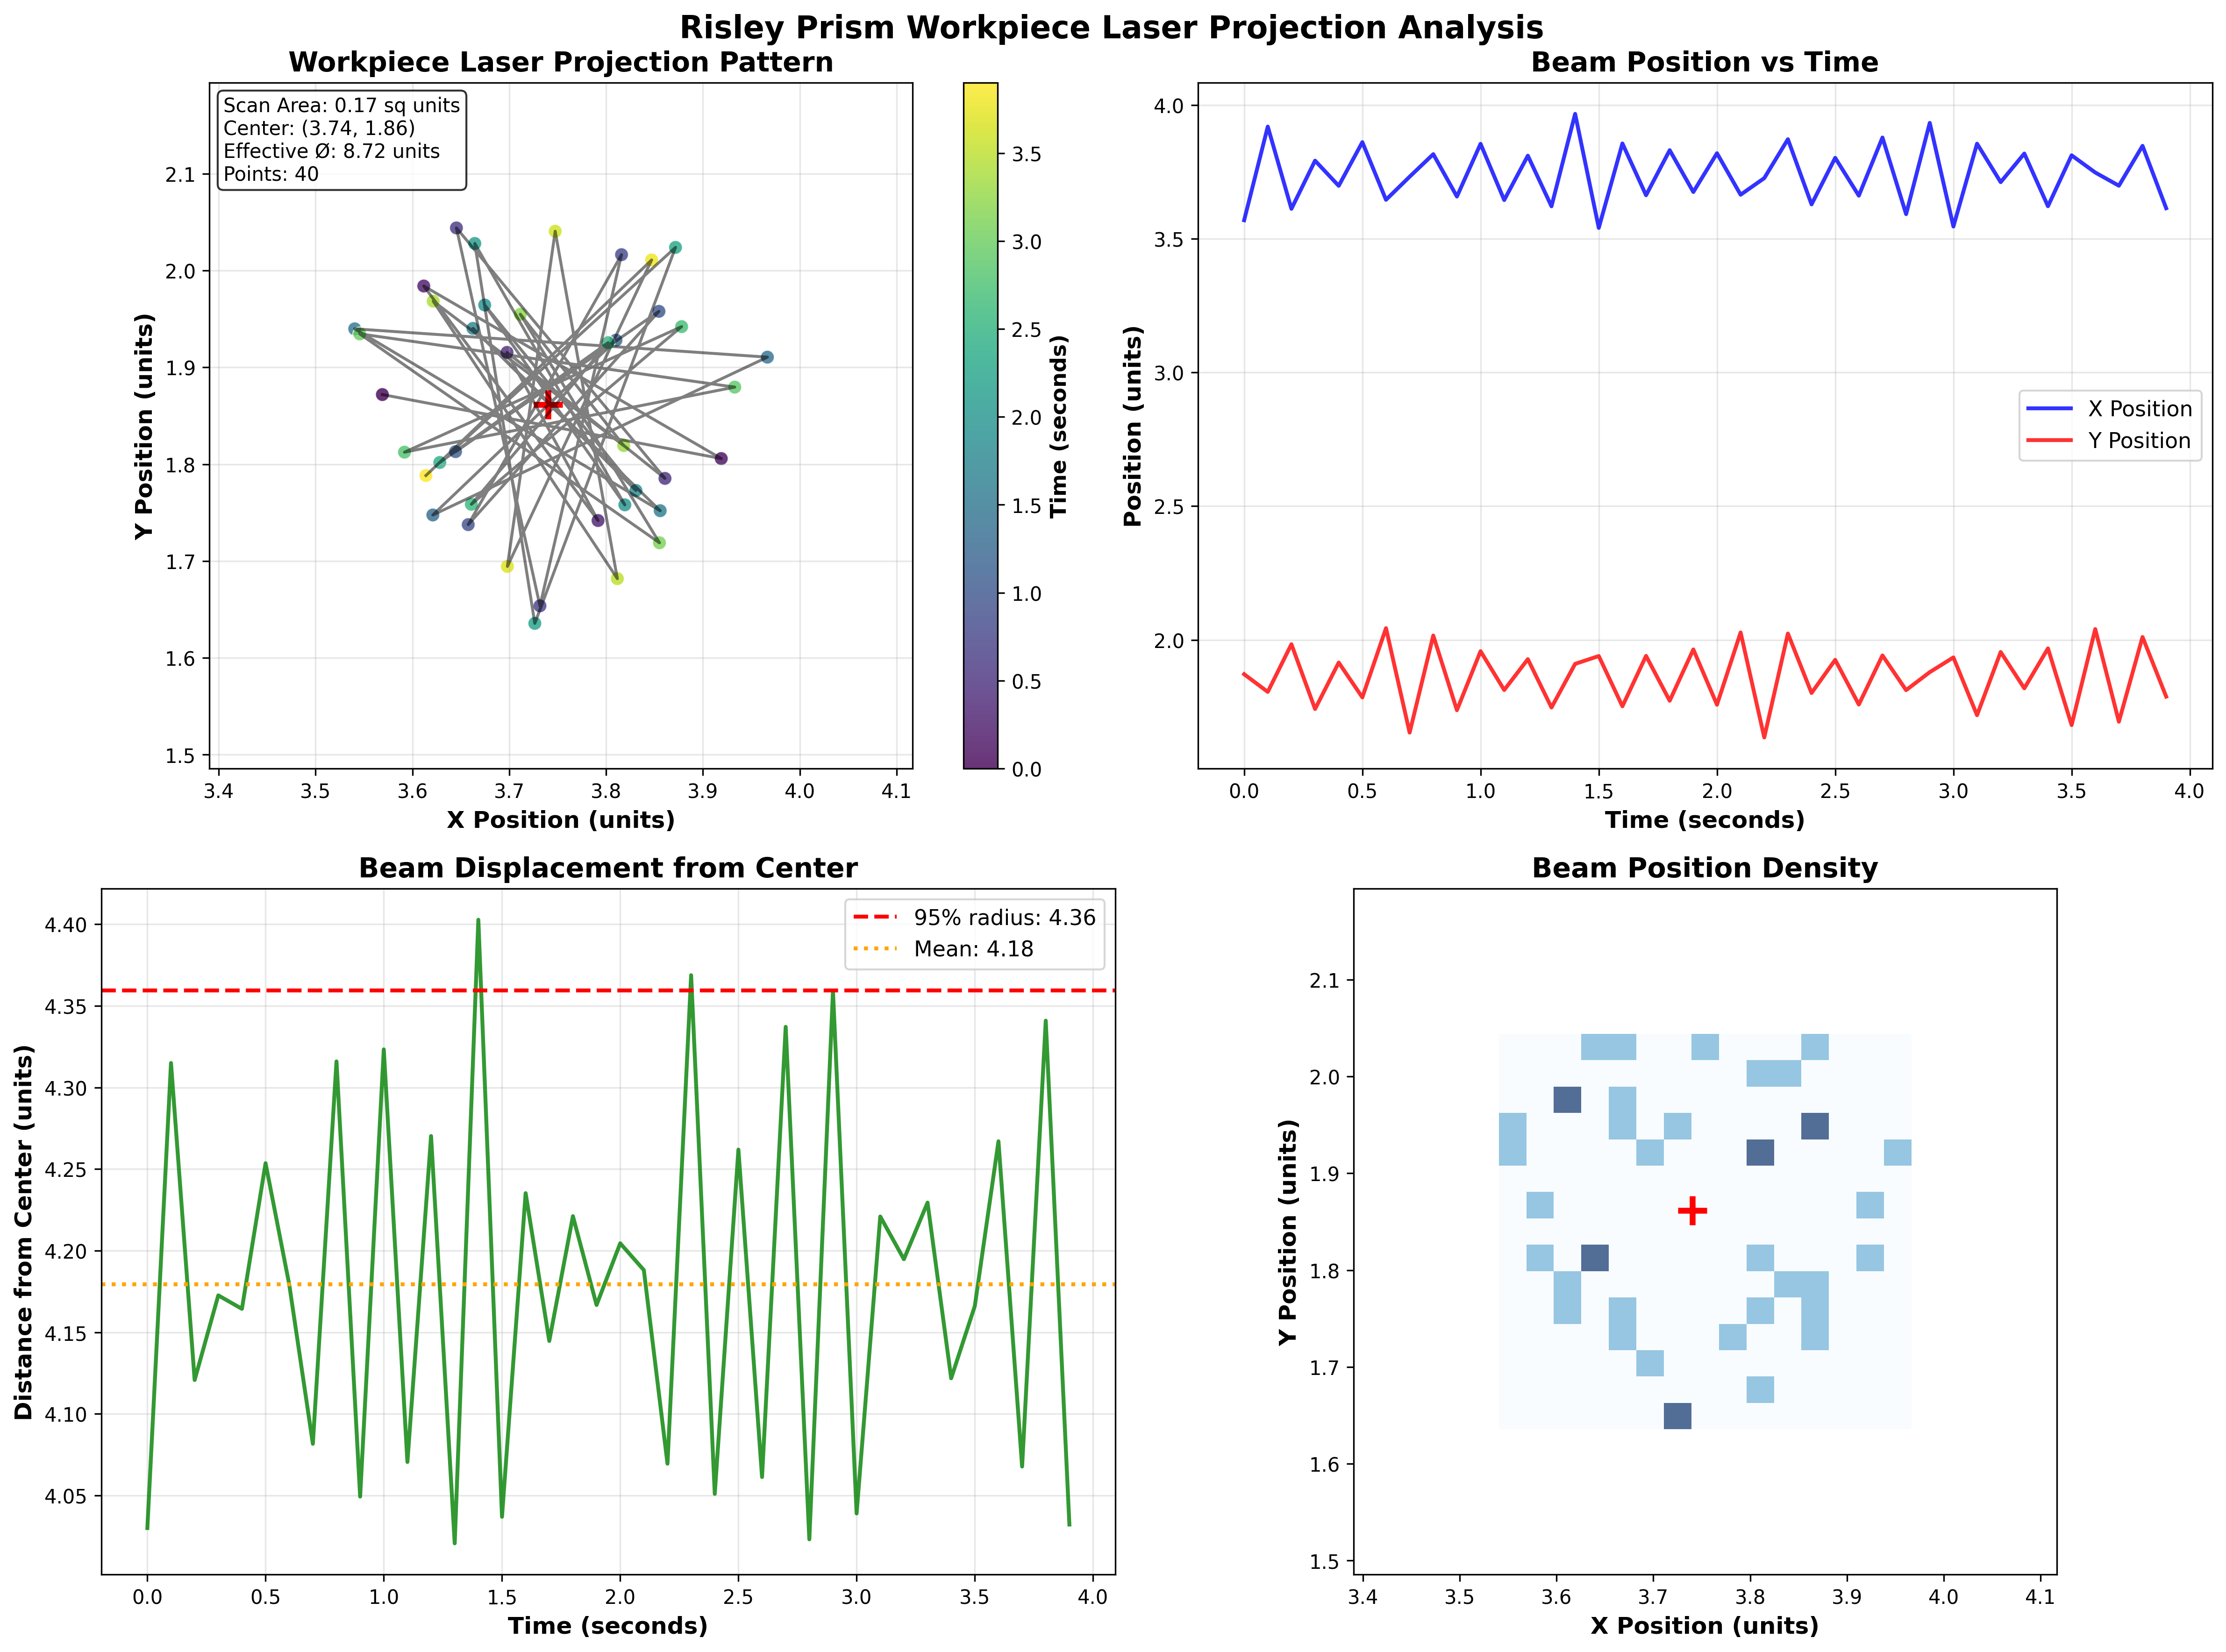 Risley Prism Workpiece Laser Projection Analysis
Workpiece Laser Projection Pattern
Scan Area: 0.17 sq units
Center: (3.74, 1.86)
Effective Ø: 8.72 units
Points: 40
Y Position (units)
2.1
2.0
1.9
1.8
1.7
1.6
1.5
3.4 3.5 3.6 3.7 3.8 3.9 4.0 4.1
X Position (units)
3.5
3.0
2.5
2.0
1.5
1.0
0.5
0.0
Time (seconds)
Beam Position vs Time
Position (units)
4.0
3.5
3.0
2.5
2.0
X Position
Y Position
0.0 0.5 1.0 1.5 2.0 2.5 3.0 3.5 4.0
Time (seconds)
Beam Displacement from Center
Distance from Center (units)
4.40
4.35
4.30
4.25
4.20
4.15
4.10
4.05
95% radius: 4.36
Mean: 4.18
0.0 0.5 1.0 1.5 2.0 2.5 3.0 3.5 4.0
Time (seconds)
Beam Position Density
Y Position (units)
2.1
2.0
1.9
1.8
1.7
1.6
1.5
3.4 3.5 3.6 3.7 3.8 3.9 4.0 4.1
X Position (units)